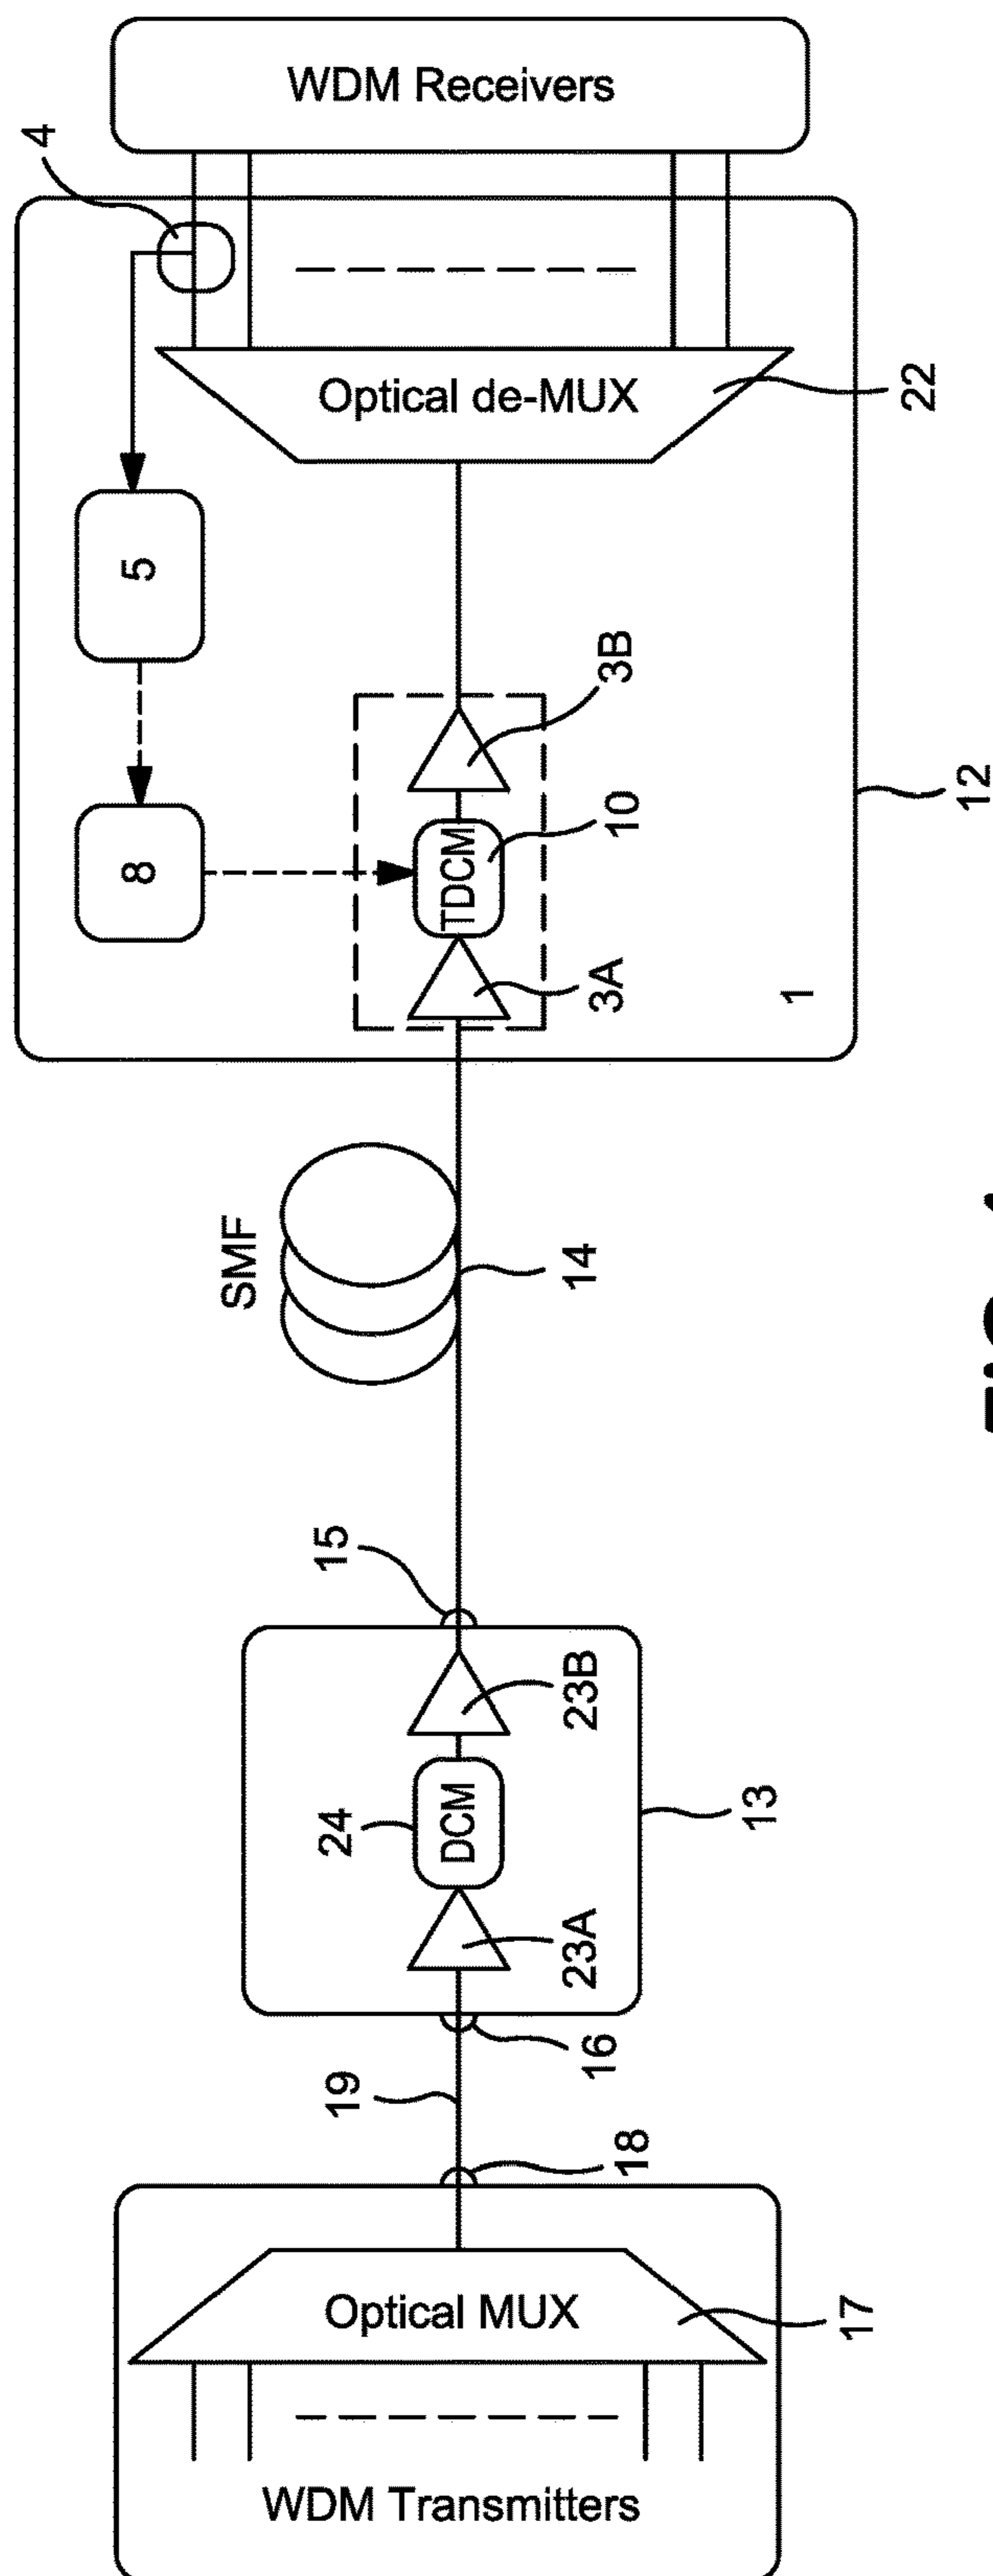 WDM Receivers
4
Optical de-MUX
22
5
3B
12
10
TDCM
8
3A
1
SMF
14
15
23B
24
DCM
13
23A
16
19
18
Optical MUX
17
WDM Transmitters